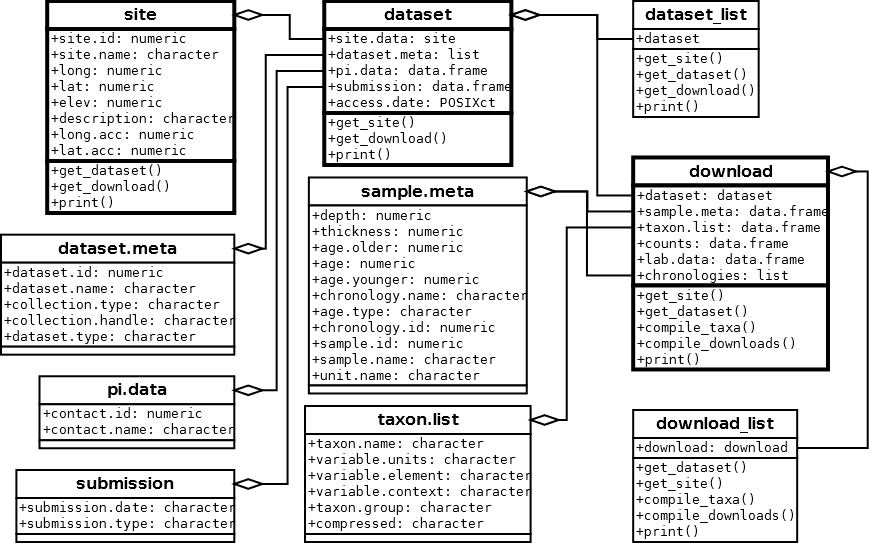 site
+site.id: numeric
+site.name: character
+long: numeric
+lat: numeric
+elev: numeric
+description: character
+long.acc: numeric
+lat.acc: numeric
+get_dataset()
+get_download()
+print()
dataset
+site.data: site
+dataset.meta: list
+pi.data: data.frame
+submission: data.frame
+access.date: POSIXct
+get_site()
+get_download()
+print()
dataset_list
+dataset
+get_site()
+get_dataset()
+get_download()
+print()
dataset.meta
+dataset.id: numeric
+dataset.name: character
+collection.type: character
+collection.handle: character
+dataset.type: character
sample.meta
+depth: numeric
+thickness: numeric
+age.older: numeric
+age: numeric
+age.younger: numeric
+chronology.name: character
+age.type: character
+chronology.id: numeric
+sample.id: numeric
+sample.name: character
+unit.name: character
download
+dataset: dataset
+sample.meta: data.frame
+taxon.list: data.frame
+counts: data.frame
+lab.data: data.frame
+chronologies: list
+get_site()
+get_dataset()
+compile_taxa()
+compile_downloads()
+print()
pi.data
+contact.id: numeric
+contact.name: character
submission
+submission.date: character
+submission.type: character
taxon.list
+taxon.name: character
+variable.units: character
+variable.element: character
+variable.context: character
+taxon.group: character
+compressed: character
download_list
+download: download
+get_dataset()
+get_site()
+compile_taxa()
+compile_downloads()
+print()